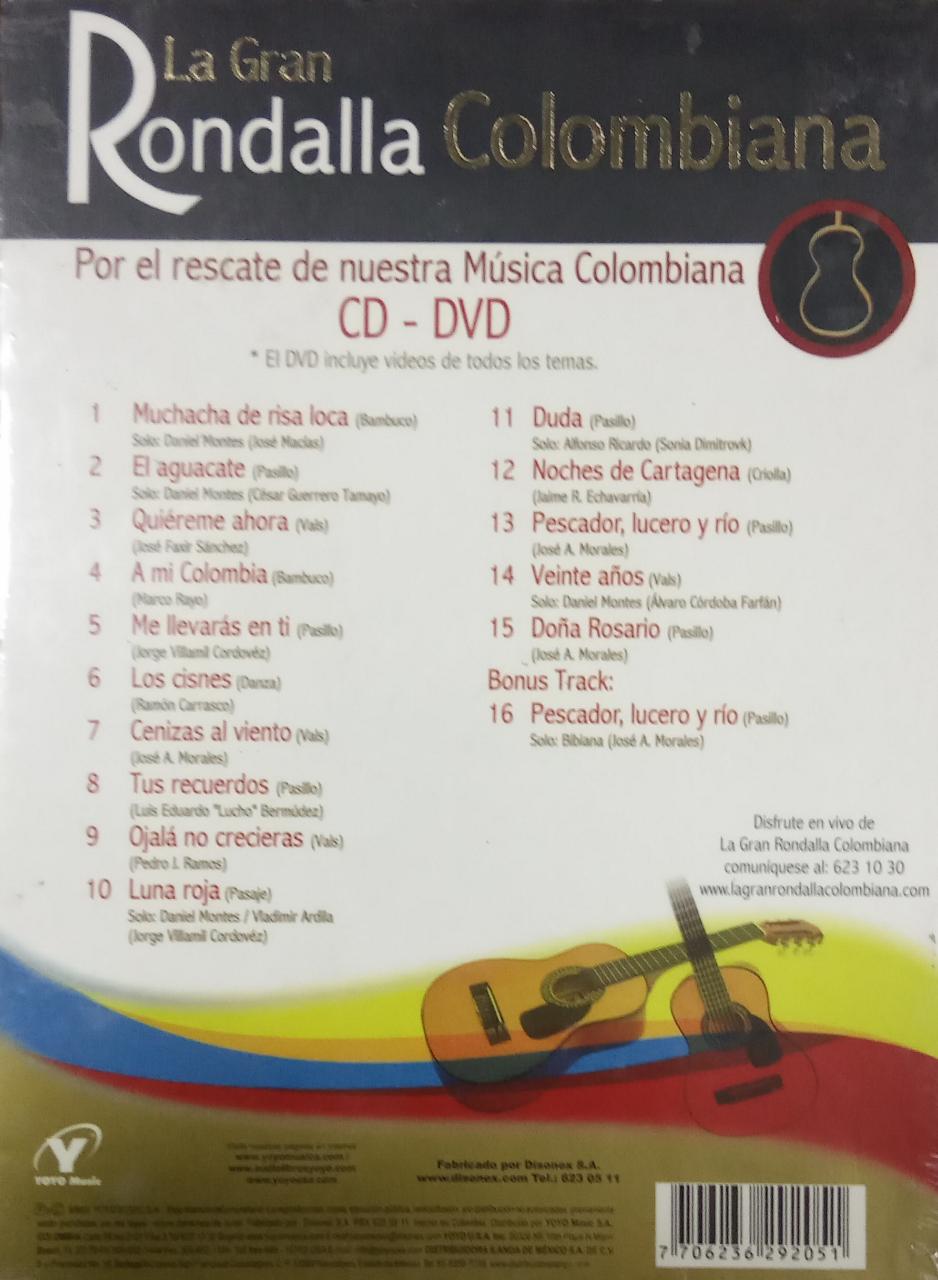 La Gran
Rondalla Colombiana
Por el rescate de nuestra Música Colombiana
CD - DVD
* El DVD incluye videos de todos los temas.
1 Muchacha de risa loca (Bambuco)
Solo: Daniel Montes (José Macías)
2 El aguacate (Pasillo)
Solo: Daniel Montes (César Guerrero Tamayo)
3 Quiéreme ahora (Vals)
(José Faxir Sánchez)
4 A mi Colombia (Bambuco)
(Marco Rayo)
5 Me llevarás en ti (Pasillo)
(Jorge Villamil Cordovéz)
6 Los cisnes (Danza)
(Ramón Carrasco)
7 Cenizas al viento (Vals)
(José A. Morales)
8 Tus recuerdos (Pasillo)
(Luis Eduardo "Lucho" Bermúdez)
9 Ojalá no crecieras (Vals)
(Pedro J. Ramos)
10 Luna roja (Pasaje)
Solo: Daniel Montes / Vladimir Ardila
(Jorge Villamil Cordovéz)
11 Duda (Pasillo)
Solo: Alfonso Ricardo (Sonia Dimitrovk)
12 Noches de Cartagena (Criolla)
(Jaime R. Echavarría)
13 Pescador, lucero y río (Pasillo)
(José A. Morales)
14 Veinte años (Vals)
Solo: Daniel Montes (Álvaro Córdoba Farfán)
15 Doña Rosario (Pasillo)
(José A. Morales)
Bonus Track:
16 Pescador, lucero y río (Pasillo)
Solo: Bibiana (José A. Morales)
Disfrute en vivo de
La Gran Rondalla Colombiana
comuníquese al: 623 10 30
www.lagranrondallacolombiana.com
Y
YOYO Music
www.yoyomusica.com /
www.audiolibrosyoyo.com
www.yoyousa.com
Fabricado por Disonex S.A.
www.disonex.com Tel.: 623 05 11
7 706236 292051